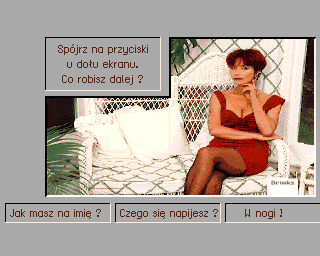 Spójrz na przyciski
u dołu ekranu.
Co robisz dalej ?
Drinks
Jak masz na imię ?
Czego się napijesz ?
W nogi !